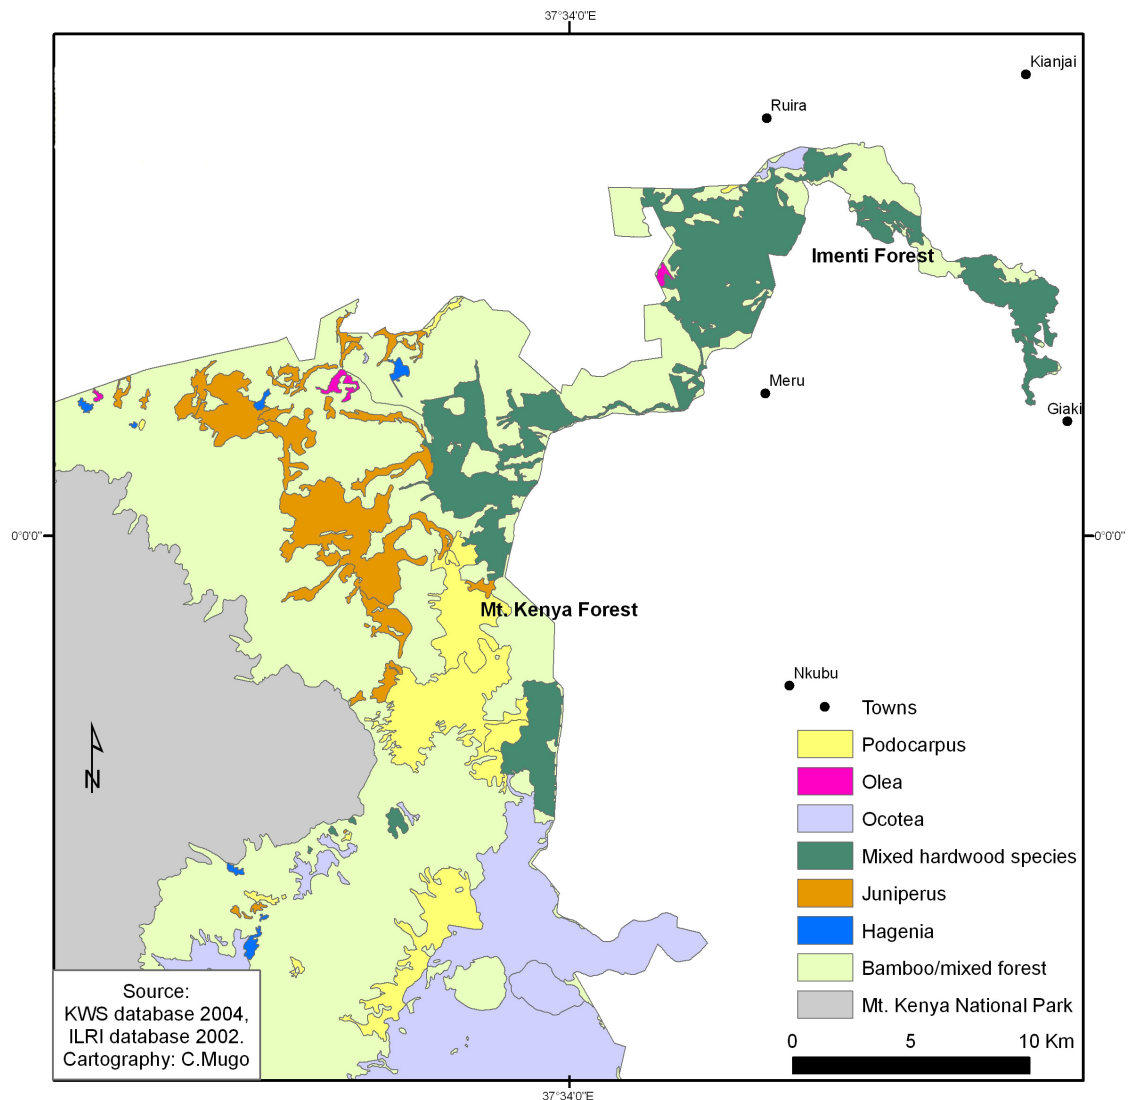 37°34'0"E
Kianjai
Ruira
Imenti Forest
Meru
Giaki
0°0'0"
0°0'0"
Mt. Kenya Forest
Nkubu
Towns
Podocarpus
Olea
Ocotea
Mixed hardwood species
Juniperus
Hagenia
Bamboo/mixed forest
Mt. Kenya National Park
N
Source:
KWS database 2004,
ILRI database 2002.
Cartography: C.Mugo
0 5 10 Km
37°34'0"E